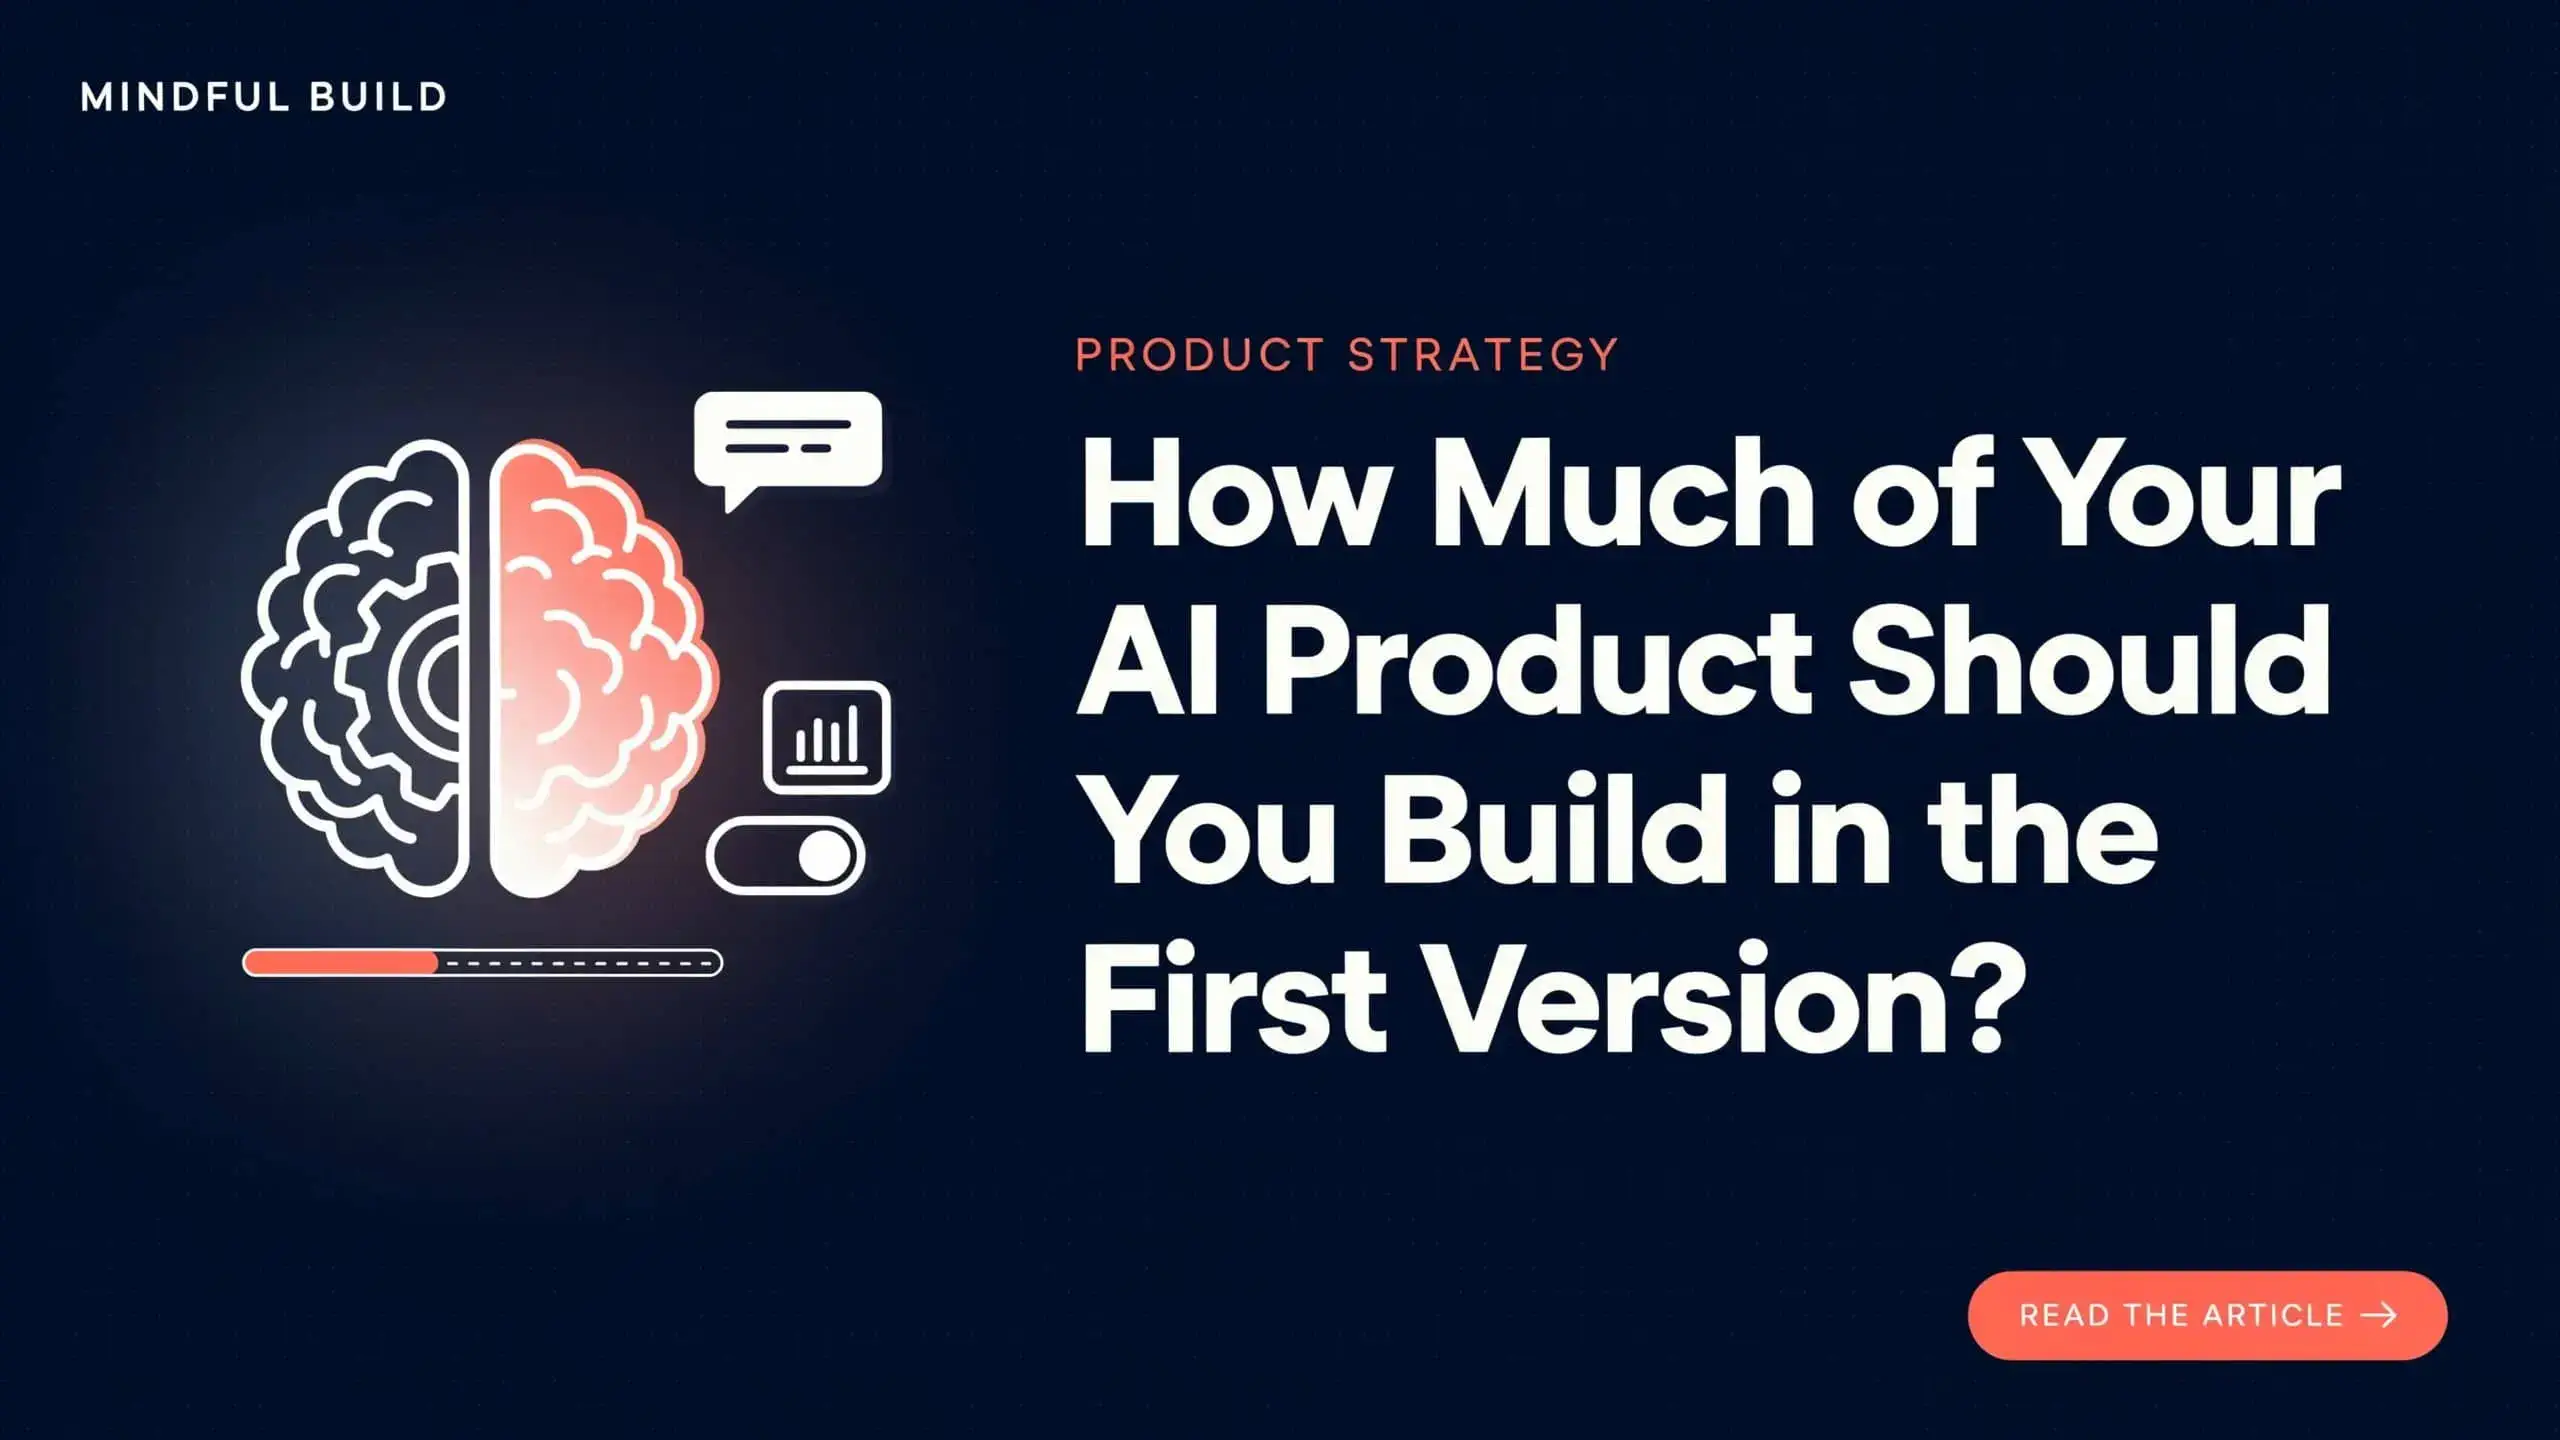 MINDFUL BUILD
PRODUCT STRATEGY
How Much of Your
AI Product Should
You Build in the
First Version?
READ THE ARTICLE →